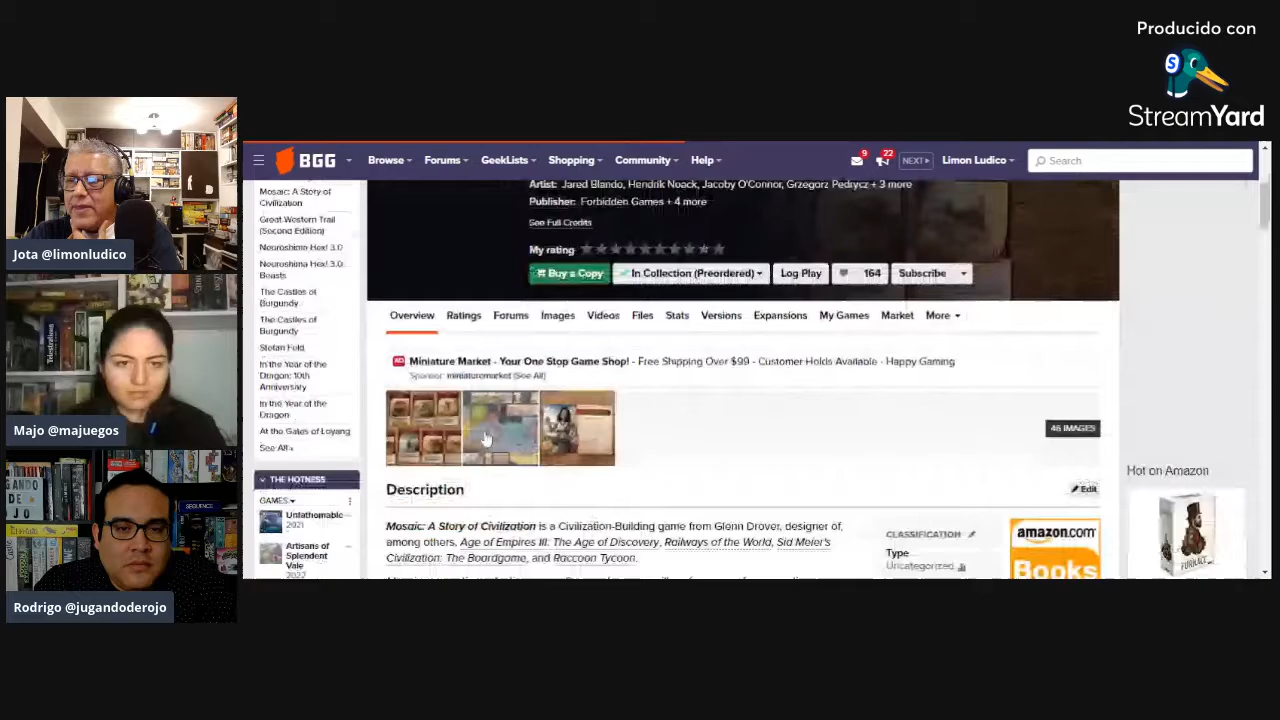 Producido con
StreamYard
BGG
Browse
Forums
GeekLists
Shopping
Community
Help
9
22
NEXT
Limon Ludico
Search
Mosaic: A Story of
Civilization
Great Western Trail
(Second Edition)
Neuroshima Hex! 3.0
Neuroshima Hex! 3.0:
Beasts
The Castles of
Burgundy
The Castles of
Burgundy
Stefan Feld
In the Year of the
Dragon: 10th
Anniversary
In the Year of the
Dragon
At the Gates of Loyang
See All
THE HOTNESS
GAMES
Unfathomable
2021
Artisans of
Splendent
Vale
2022
Artist: Jared Blando, Hendrik Noack, Jacoby O'Connor, Grzegorz Pedrycz + 3 more
Publisher: Forbidden Games + 4 more
See Full Credits
My rating
Buy a Copy
In Collection (Preordered)
Log Play
164
Subscribe
Overview
Ratings
Forums
Images
Videos
Files
Stats
Versions
Expansions
My Games
Market
More
AD
Miniature Market - Your One Stop Game Shop! - Free Shipping Over $99 - Customer Holds Available - Happy Gaming
Sponsor: miniaturemarket (See All)
46 IMAGES
Description
Edit
Mosaic: A Story of Civilization is a Civilization-Building game from Glenn Drover, designer of,
among others, Age of Empires III: The Age of Discovery, Railways of the World, Sid Meier's
Civilization: The Boardgame, and Raccoon Tycoon.
CLASSIFICATION
Type
Uncategorized
amazon.com
Books
Hot on Amazon
FURNACE
Jota @limonludico
Majo @majuegos
Rodrigo @jugandoderojo
SEQUENCE